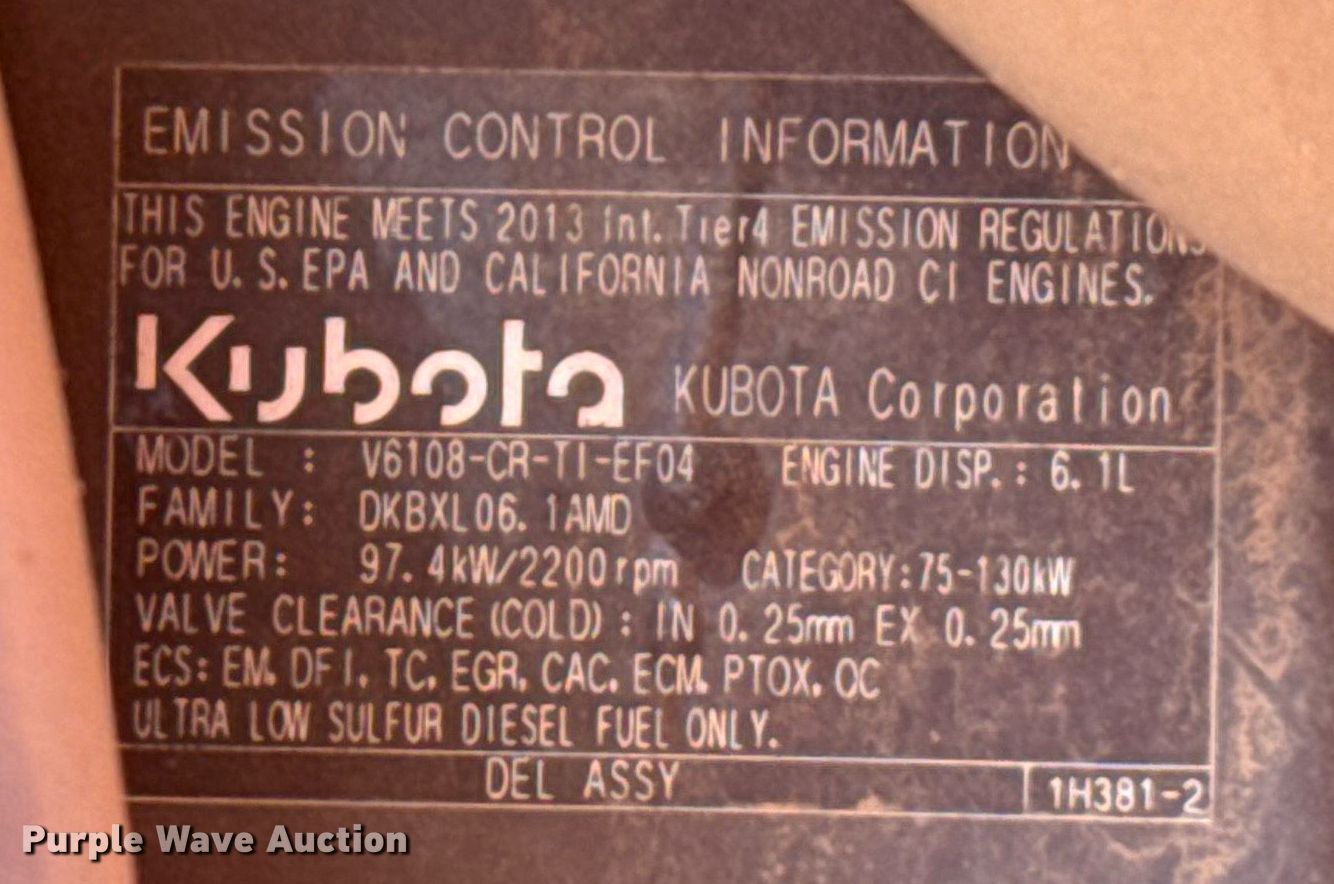 EMISSION CONTROL INFORMATION
THIS ENGINE MEETS 2013 Int. Tier4 EMISSION REGULATIONS
FOR U.S.EPA AND CALIFORNIA NONROAD CI ENGINES.
Kubota KUBOTA Corporation
MODEL : V6108-CR-TI-EF04 ENGINE DISP.: 6.1L
FAMILY: DKBXL06.1AMD
POWER: 97.4kW/2200rpm CATEGORY:75-130kW
VALVE CLEARANCE (COLD) : IN 0.25mm EX 0.25mm
ECS: EM. DFI. TC. EGR. CAC. ECM. PTOX. OC
ULTRA LOW SULFUR DIESEL FUEL ONLY.
DEL ASSY 1H381-2
Purple Wave Auction